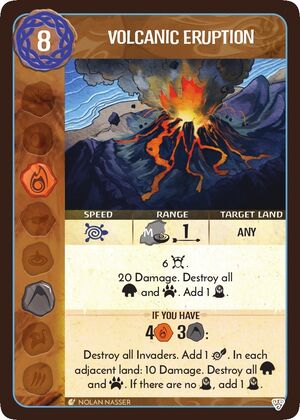 8 VOLCANIC ERUPTION
SPEED RANGE TARGET LAND
M 1 ANY
6 .
20 Damage. Destroy all
and . Add 1 .
IF YOU HAVE
4 3 :
Destroy all Invaders. Add 1 . In each
adjacent land: 10 Damage. Destroy all
and . If there are no , add 1 .
NOLAN NASSER